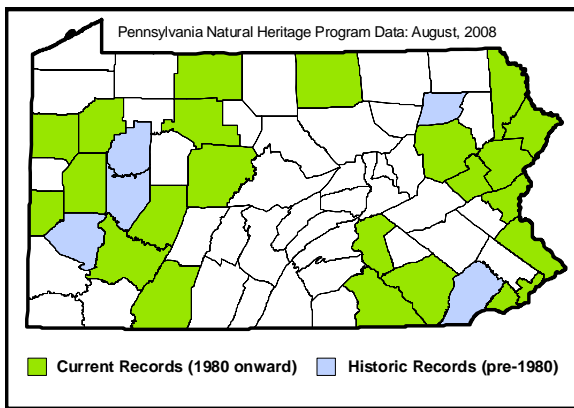 Pennsylvania Natural Heritage Program Data: August, 2008
Current Records (1980 onward) Historic Records (pre-1980)